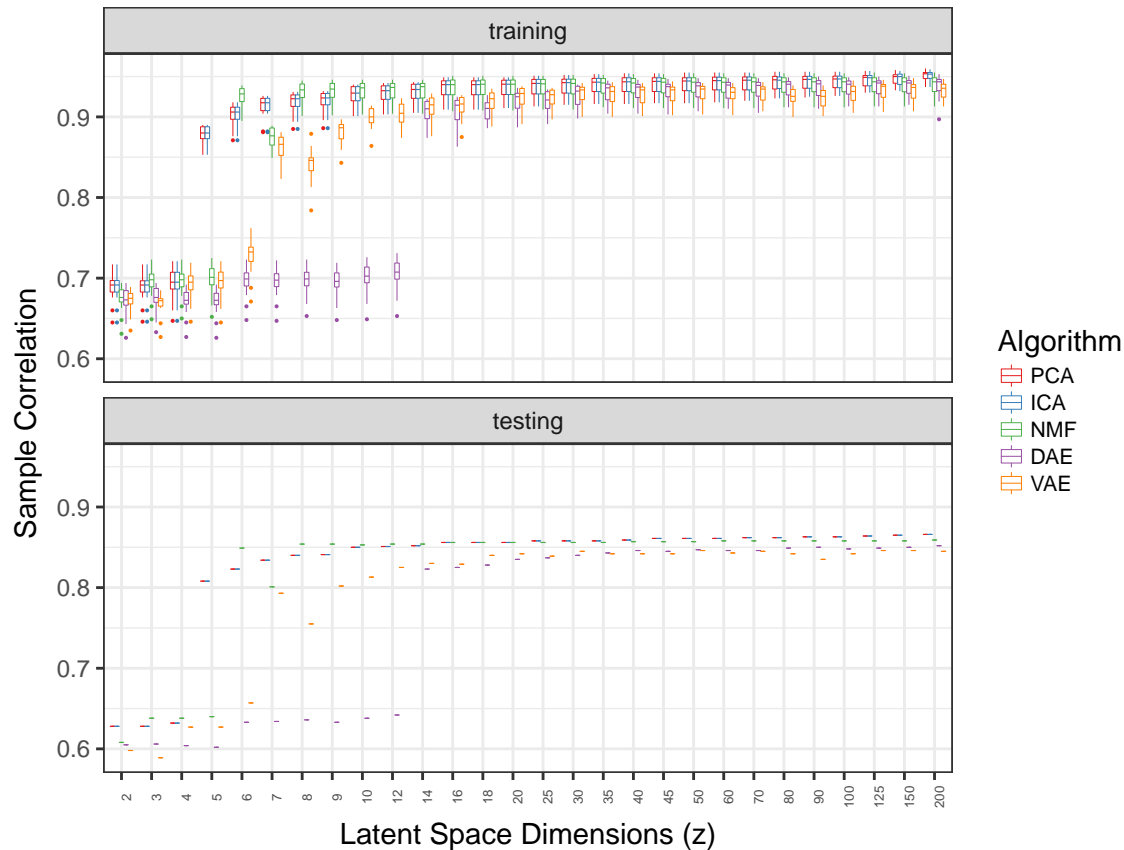 training
0.9
0.8
0.7
0.6
testing
0.9
0.8
0.7
0.6
Sample Correlation
2 3 4 5 6 7 8 9 10 12 14 16 18 20 25 30 35 40 45 50 60 70 80 90 100 125 150 200
Latent Space Dimensions (z)
Algorithm
PCA
ICA
NMF
DAE
VAE